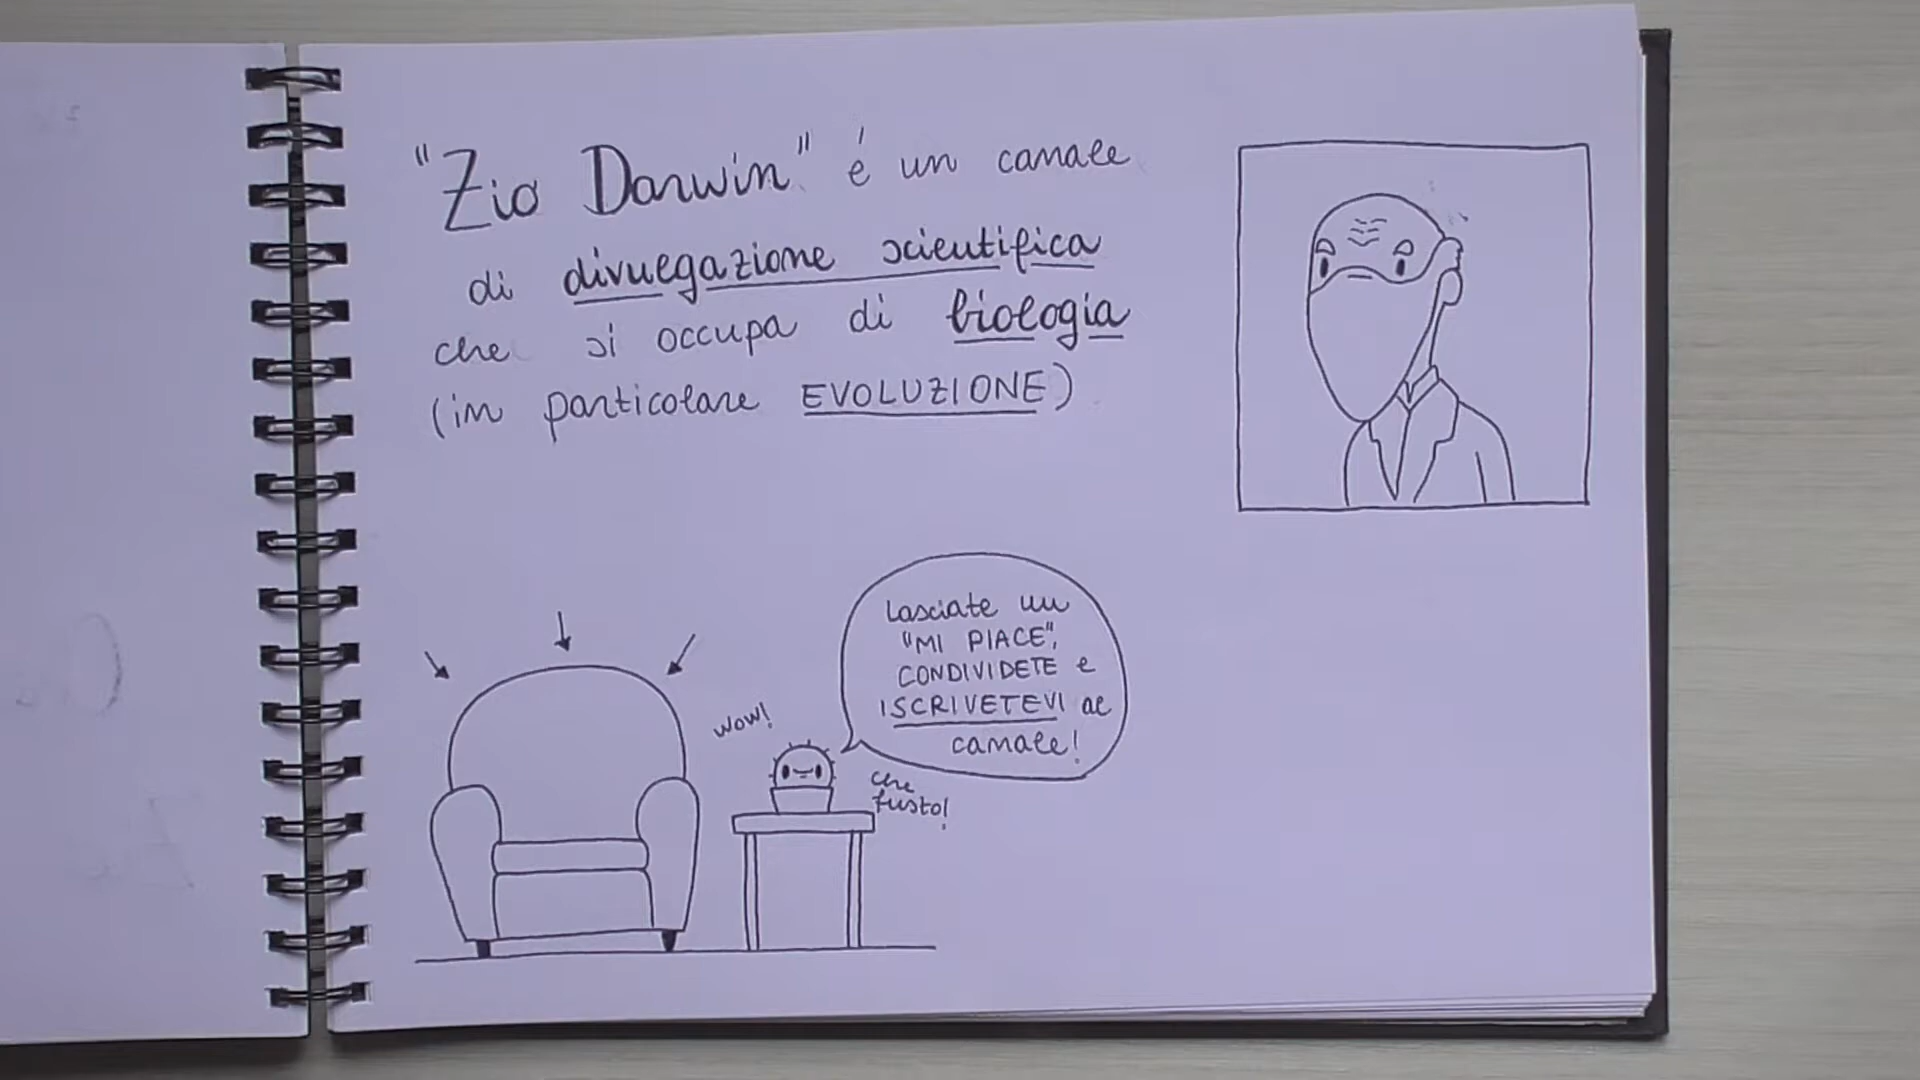 "Zio Darwin" é un canale
di divulgazione scientifica
che si occupa di biologia
(in particolare EVOLUZIONE)
Lasciate un
"MI PIACE",
CONDIVIDETE e
ISCRIVETEVI al
canale!
wow!
che
fusto!